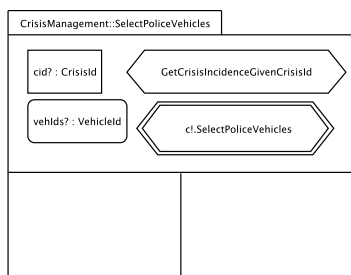 CrisisManagement::SelectPoliceVehicles
cid? : CrisisId
GetCrisisIncidenceGivenCrisisId
vehIds? : VehicleId
c!.SelectPoliceVehicles